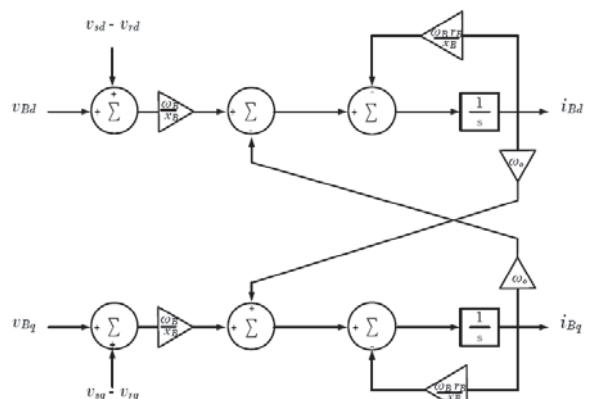 v_sd - v_rd
ω_B r_B
x_B
-
+
v_Bd
+ Σ
ω_B
x_B
+ Σ
-
+ Σ
1
s
i_Bd
ω_o
ω_o
+
v_Bq
+ Σ
+
ω_B
x_B
+ Σ
+ Σ
-
1
s
i_Bq
ω_B r_B
x_B
v_sq - v_rq